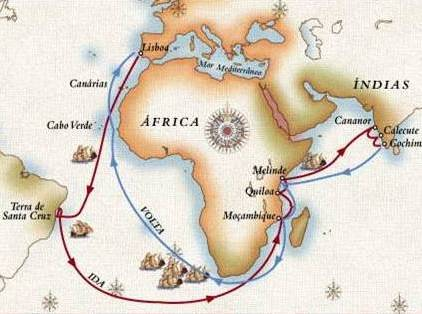 Lisboa
Mar Mediterrâneo
Canárias
ÍNDIAS
Cabo Verde
ÁFRICA
Cananor
Calecute
Cochim
Melinde
Quiloa
Terra de
Santa Cruz
Moçambique
VOLTA
IDA